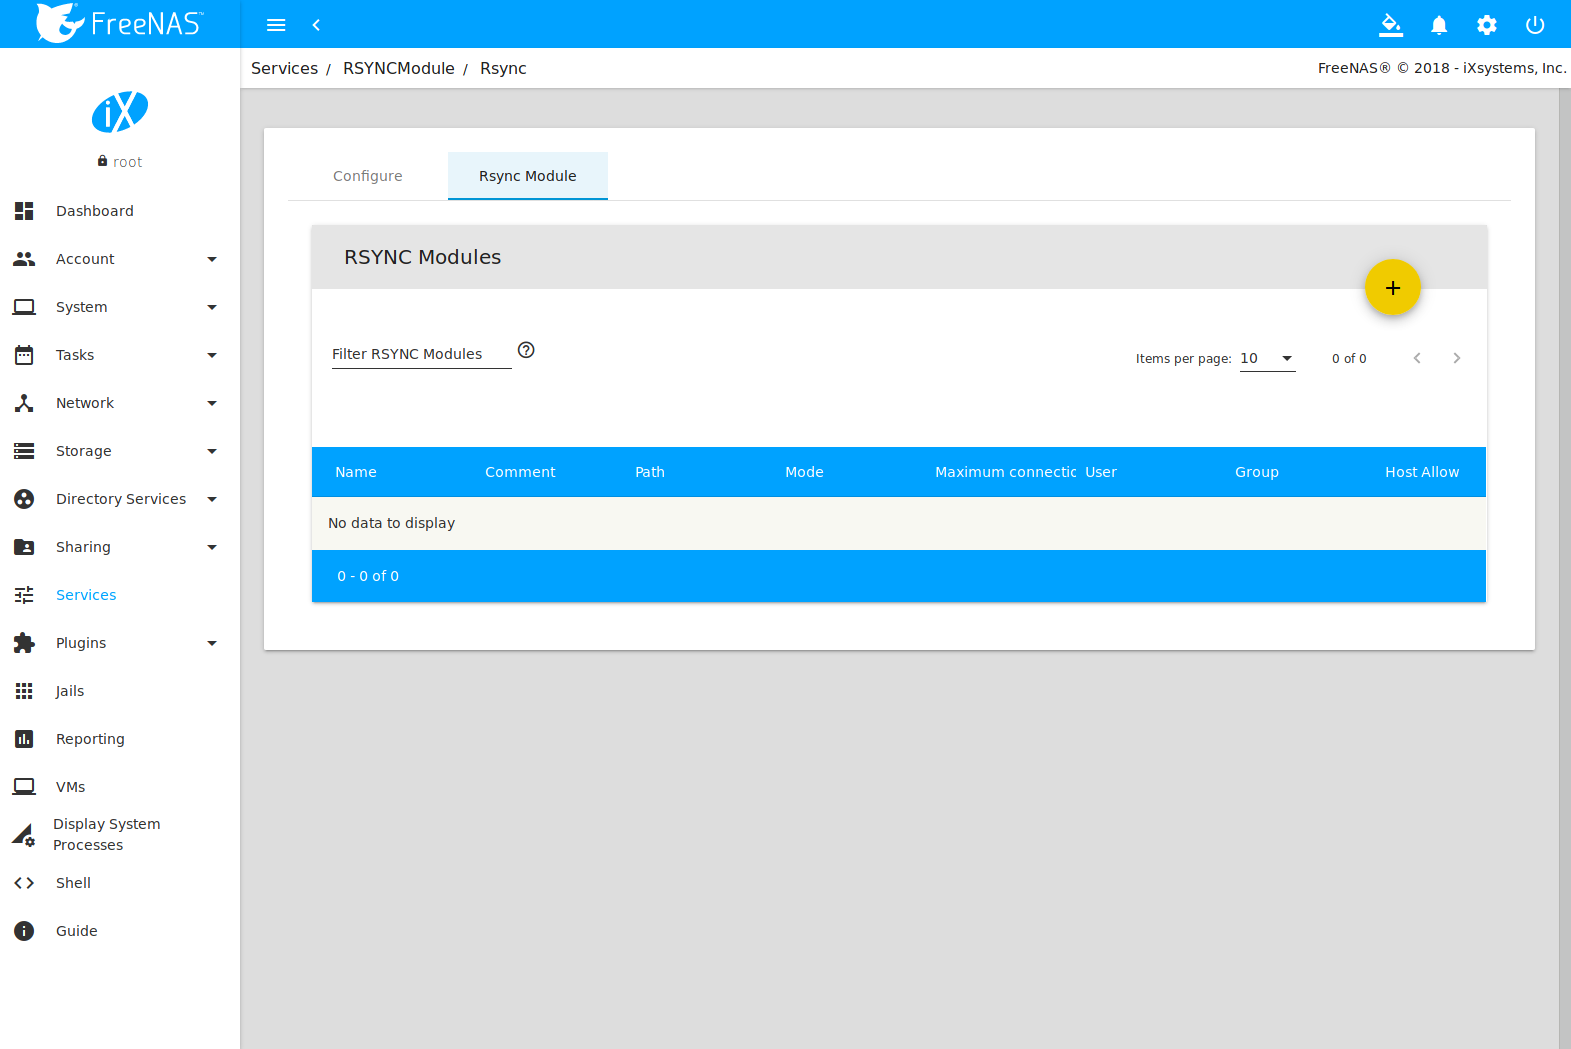 FreeNAS™
Services / RSYNCModule / Rsync
FreeNAS® © 2018 - iXsystems, Inc.
iX
root
Dashboard
Account
System
Tasks
Network
Storage
Directory Services
Sharing
Services
Plugins
Jails
Reporting
VMs
Display System
Processes
Shell
Guide
Configure
Rsync Module
RSYNC Modules
Filter RSYNC Modules
Items per page: 10 0 of 0
Name Comment Path Mode Maximum connectic User Group Host Allow
No data to display
0 - 0 of 0